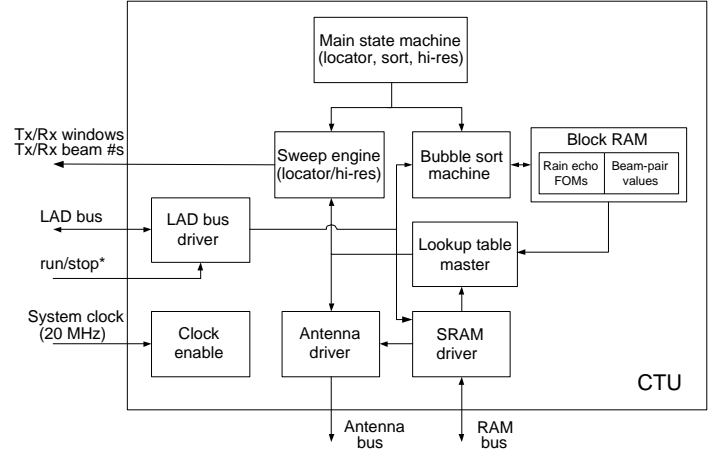 Main state machine
(locator, sort, hi-res)
Tx/Rx windows
Tx/Rx beam #s
Sweep engine
(locator/hi-res)
Bubble sort
machine
Block RAM
Rain echo
FOMs
Beam-pair
values
LAD bus
LAD bus
driver
Lookup table
master
run/stop*
System clock
(20 MHz)
Clock
enable
Antenna
driver
SRAM
driver
CTU
Antenna
bus
RAM
bus